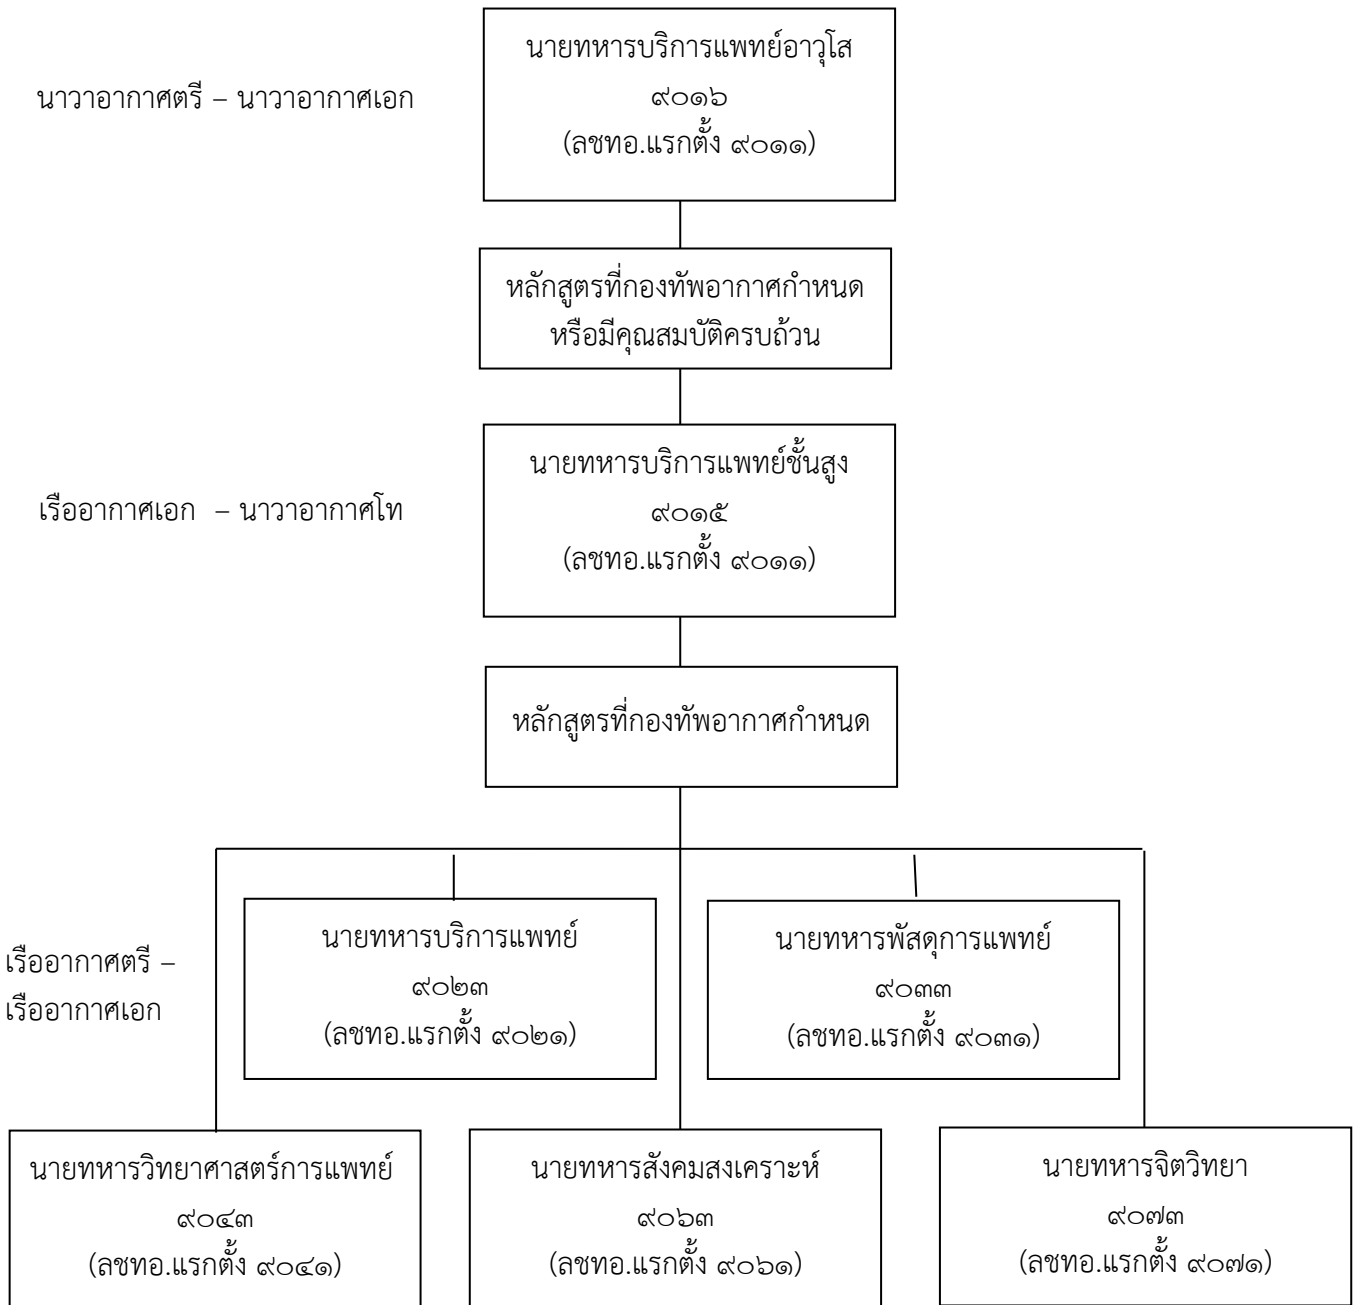 นายทหารบริการแพทย์อาวุโส
๙๐๑๖
(ลชทอ.แรกตั้ง ๙๐๑๑)
นาวาอากาศตรี – นาวาอากาศเอก
หลักสูตรที่กองทัพอากาศกำหนด
หรือมีคุณสมบัติครบถ้วน
นายทหารบริการแพทย์ชั้นสูง
๙๐๑๕
(ลชทอ.แรกตั้ง ๙๐๑๑)
เรืออากาศเอก – นาวาอากาศโท
หลักสูตรที่กองทัพอากาศกำหนด
เรืออากาศตรี –
เรืออากาศเอก
นายทหารบริการแพทย์
๙๐๒๓
(ลชทอ.แรกตั้ง ๙๐๒๑)
นายทหารพัสดุการแพทย์
๙๐๓๓
(ลชทอ.แรกตั้ง ๙๐๓๑)
นายทหารวิทยาศาสตร์การแพทย์
๙๐๔๓
(ลชทอ.แรกตั้ง ๙๐๔๑)
นายทหารสังคมสงเคราะห์
๙๐๖๓
(ลชทอ.แรกตั้ง ๙๐๖๑)
นายทหารจิตวิทยา
๙๐๗๓
(ลชทอ.แรกตั้ง ๙๐๗๑)